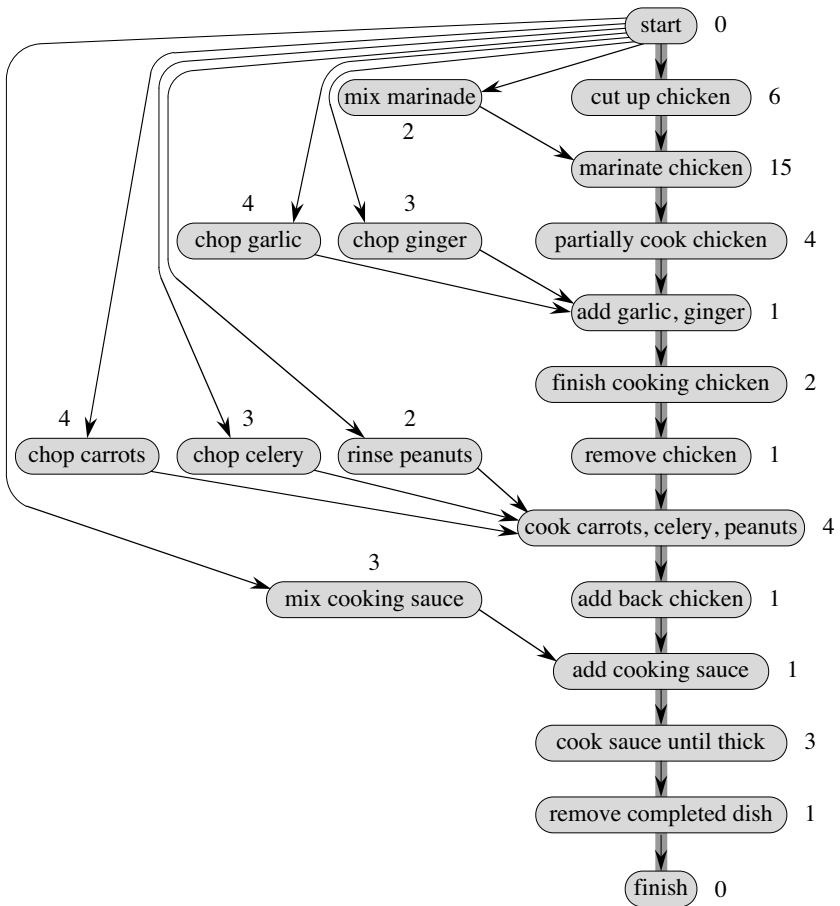 start 0
mix marinade cut up chicken 6
2
marinate chicken 15
4 3
chop garlic chop ginger partially cook chicken 4
add garlic, ginger 1
finish cooking chicken 2
4 3 2
chop carrots chop celery rinse peanuts remove chicken 1
cook carrots, celery, peanuts 4
3
mix cooking sauce add back chicken 1
add cooking sauce 1
cook sauce until thick 3
remove completed dish 1
finish 0